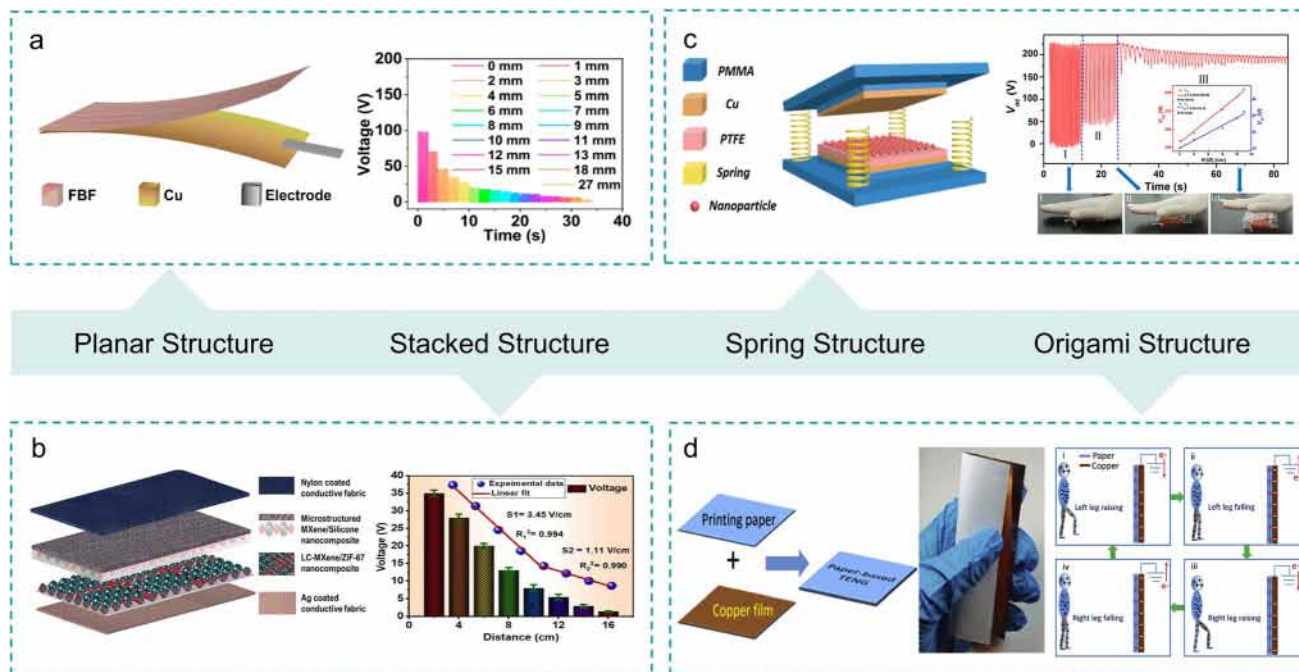 a
FBF
Cu
Electrode
Voltage (V)
200
150
100
50
0
0 mm
1 mm
2 mm
3 mm
4 mm
5 mm
6 mm
7 mm
8 mm
9 mm
10 mm
11 mm
12 mm
13 mm
15 mm
18 mm
27 mm
0
10
20
30
40
Time (s)
c
PMMA
Cu
PTFE
Spring
Nanoparticle
200
150
100
50
0
I
II
III
0
20
40
60
80
Time (s)
I
II
Planar Structure
Stacked Structure
Spring Structure
Origami Structure
b
Nylon coated
conductive fabric
Microstructured
MXene/Silicone
nanocomposite
LC-MXene/ZiF-67
nanocomposite
Ag coated
conductive fabric
Voltage (V)
40
35
30
25
20
15
10
5
0
Expyimental data
Linear fit
Voltage
S1= 3.45 V/cm
R₁²= 0.994
S2 = 1.11 V/cm
R₂²= 0.990
0
4
8
12
16
Distance (cm)
d
Printing paper
+
Copper film
Paper-based
TENG
i
Paper
Copper
Left leg raising
ii
Left leg falling
iv
Right leg falling
iii
Right leg raising